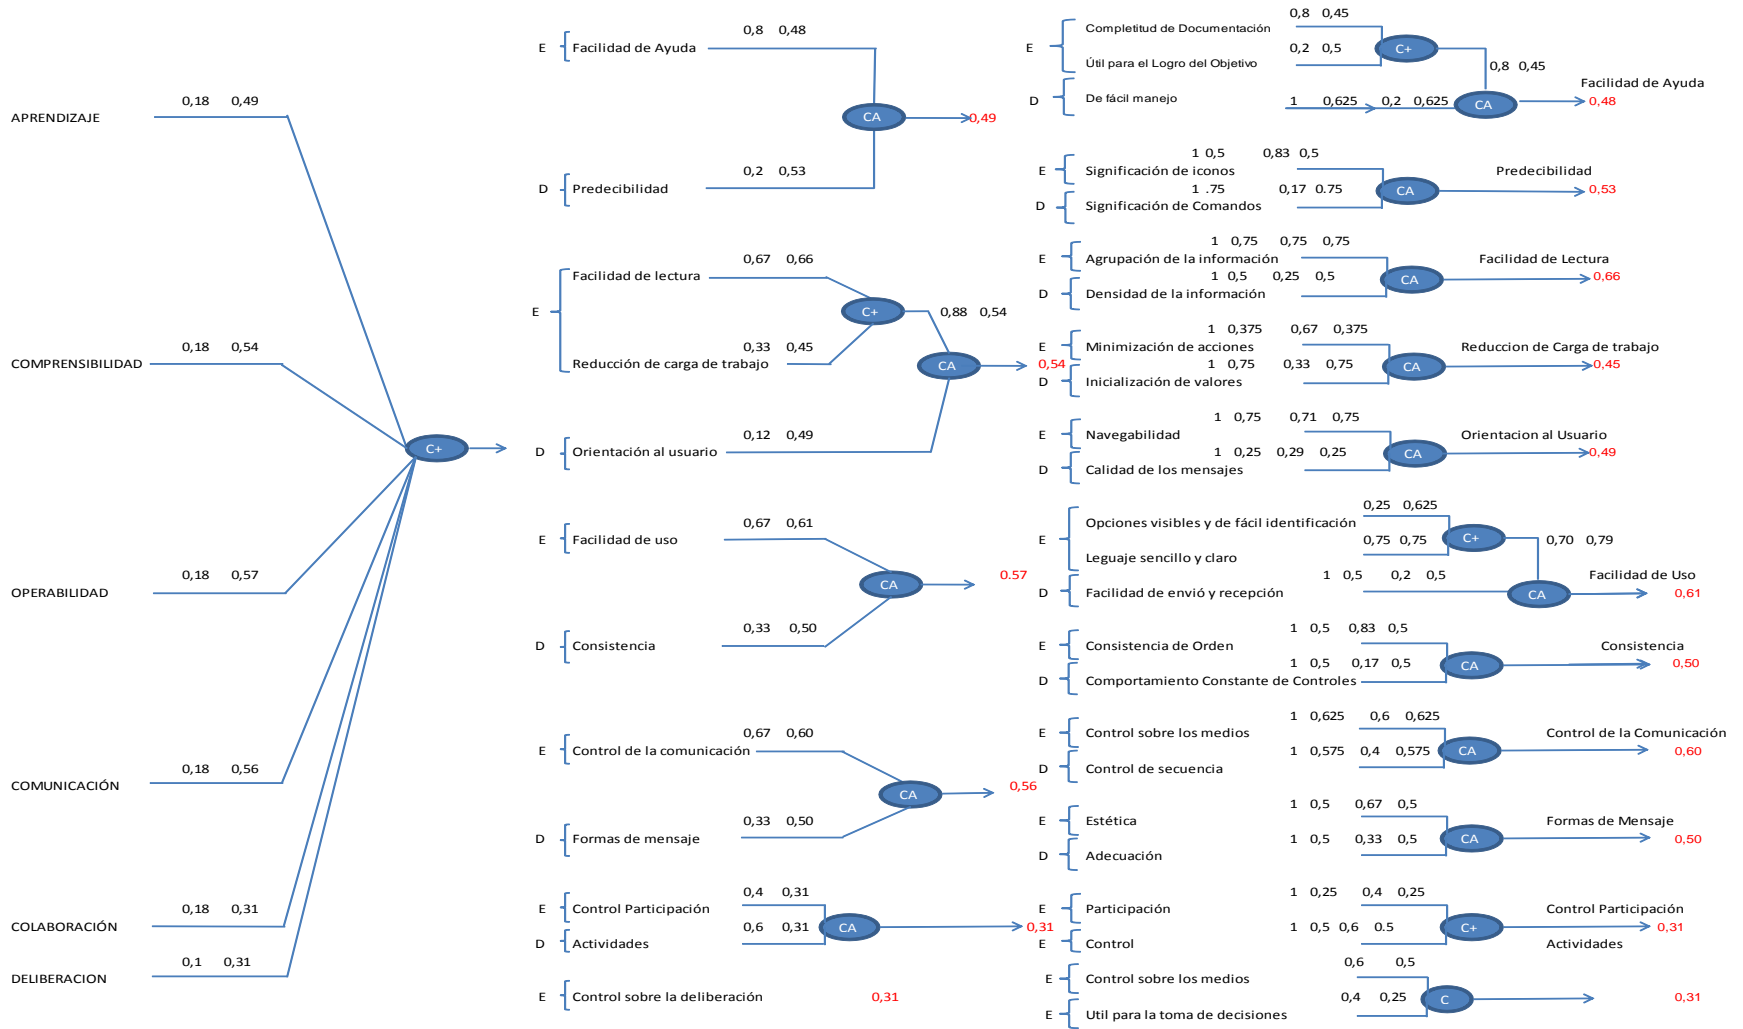 APRENDIZAJE
0,18 0,49
COMPRENSIBILIDAD
0,18 0,54
OPERABILIDAD
0,18 0,57
COMUNICACIÓN
0,18 0,56
COLABORACIÓN
0,18 0,31
DELIBERACION
0,1 0,31
C+
E Facilidad de Ayuda 0,8 0,48
CA 0,49
D Predecibilidad 0,2 0,53
E Facilidad de lectura 0,67 0,66
C+ 0,88 0,54
Reducción de carga de trabajo 0,33 0,45
CA 0,54
D Orientación al usuario 0,12 0,49
E Facilidad de uso 0,67 0,61
CA 0.57
D Consistencia 0,33 0,50
E Control de la comunicación 0,67 0,60
CA 0,56
D Formas de mensaje 0,33 0,50
E Control Participación 0,4 0,31
CA 0,31
D Actividades 0,6 0,31
E Control sobre la deliberación 0,31
E Completitud de Documentación 0,8 0,45
C+
Útil para el Logro del Objetivo 0,2 0,5
0,8 0,45
D De fácil manejo 1 0,625 0,2 0,625
CA Facilidad de Ayuda 0,48
1 0,5 0,83 0,5
E Significación de iconos
1 .75 0,17 0.75
D Significación de Comandos
CA Predecibilidad 0,53
1 0,75 0,75 0,75
E Agrupación de la información
1 0,5 0,25 0,5
D Densidad de la información
CA Facilidad de Lectura 0,66
1 0,375 0,67 0,375
E Minimización de acciones
1 0,75 0,33 0,75
D Inicialización de valores
CA Reduccion de Carga de trabajo 0,45
1 0,75 0,71 0,75
E Navegabilidad
1 0,25 0,29 0,25
D Calidad de los mensajes
CA Orientacion al Usuario 0,49
0,25 0,625
E Opciones visibles y de fácil identificación
C+
0,75 0,75
Leguaje sencillo y claro
0,70 0,79
1 0,5 0,2 0,5
D Facilidad de envió y recepción
CA Facilidad de Uso 0,61
1 0,5 0,83 0,5
E Consistencia de Orden
1 0,5 0,17 0,5
D Comportamiento Constante de Controles
CA Consistencia 0,50
1 0,625 0,6 0,625
E Control sobre los medios
1 0,575 0,4 0,575
D Control de secuencia
CA Control de la Comunicación 0,60
1 0,5 0,67 0,5
E Estética
1 0,5 0,33 0,5
D Adecuación
CA Formas de Mensaje 0,50
1 0,25 0,4 0,25
E Participación
1 0,5 0,6 0.5
E Control
C+ Control Participación 0,31
Actividades
0,6 0,5
E Control sobre los medios
0,4 0,25
E Util para la toma de decisiones
C 0,31